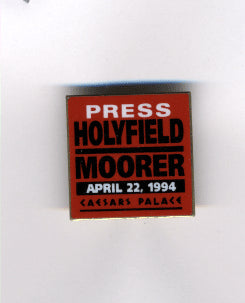 PRESS
HOLYFIELD
MOORER
APRIL 22, 1994
CAESARS PALACE